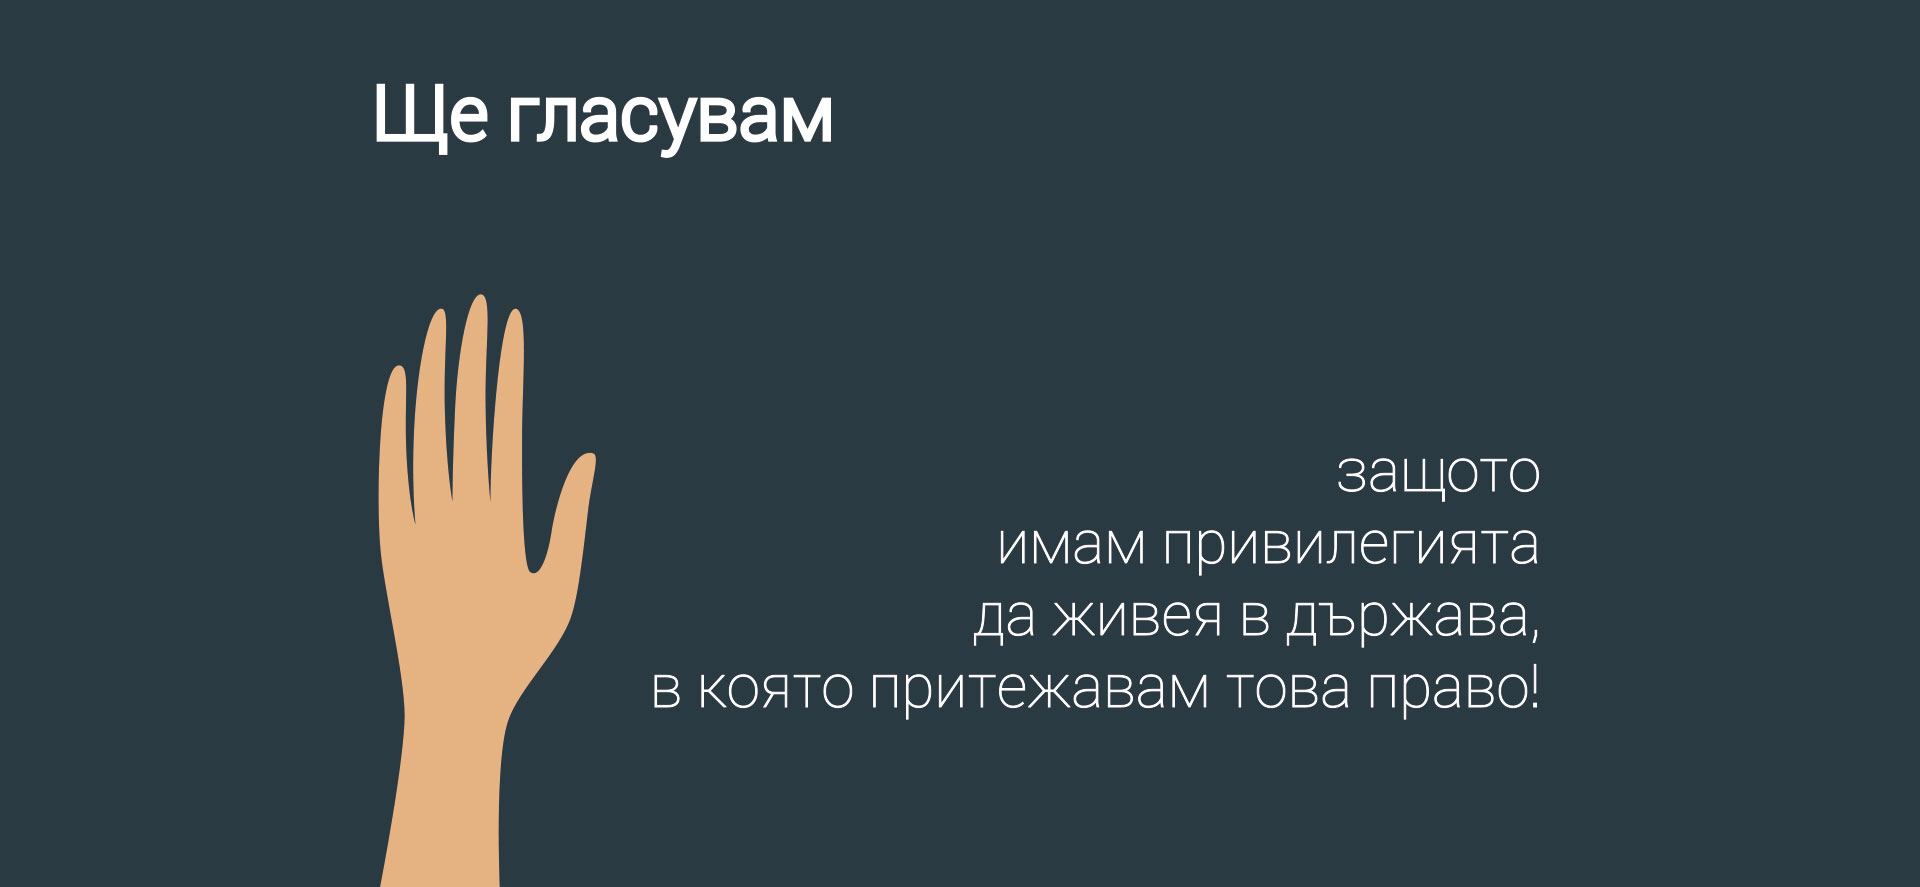 Ще гласувам
защото
имам привилегията
да живея в държава,
в която притежавам това право!